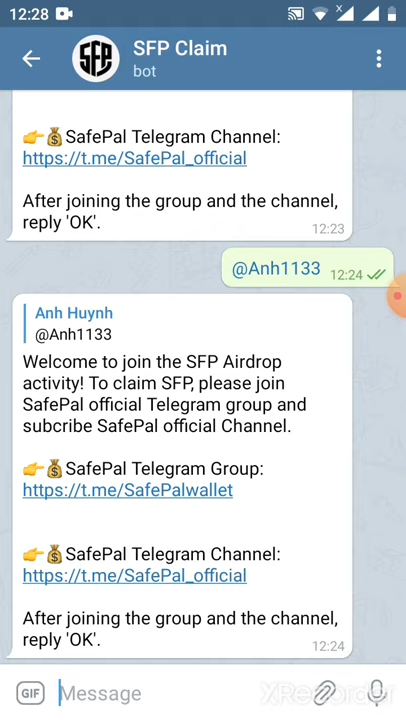 12:28
SFP Claim
bot
👉💰SafePal Telegram Channel:
https://t.me/SafePal_official
After joining the group and the channel,
reply 'OK'.
12:23
@Anh1133
12:24
Anh Huynh
@Anh1133
Welcome to join the SFP Airdrop
activity! To claim SFP, please join
SafePal official Telegram group and
subcribe SafePal official Channel.
👉💰SafePal Telegram Group:
https://t.me/SafePalwallet
👉💰SafePal Telegram Channel:
https://t.me/SafePal_official
After joining the group and the channel,
reply 'OK'.
12:24
GIF
Message
XRecorder